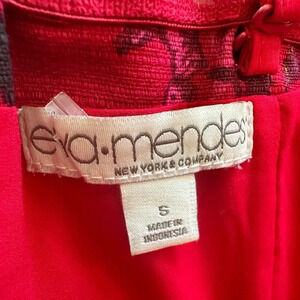 eva·mendes
NEW YORK & COMPANY
S
MADE IN
INDONESIA